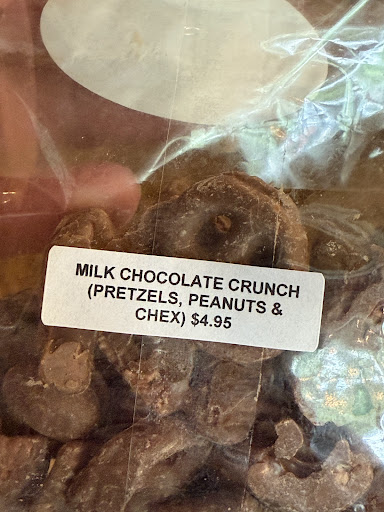 MILK CHOCOLATE CRUNCH
(PRETZELS, PEANUTS &
CHEX) $4.95